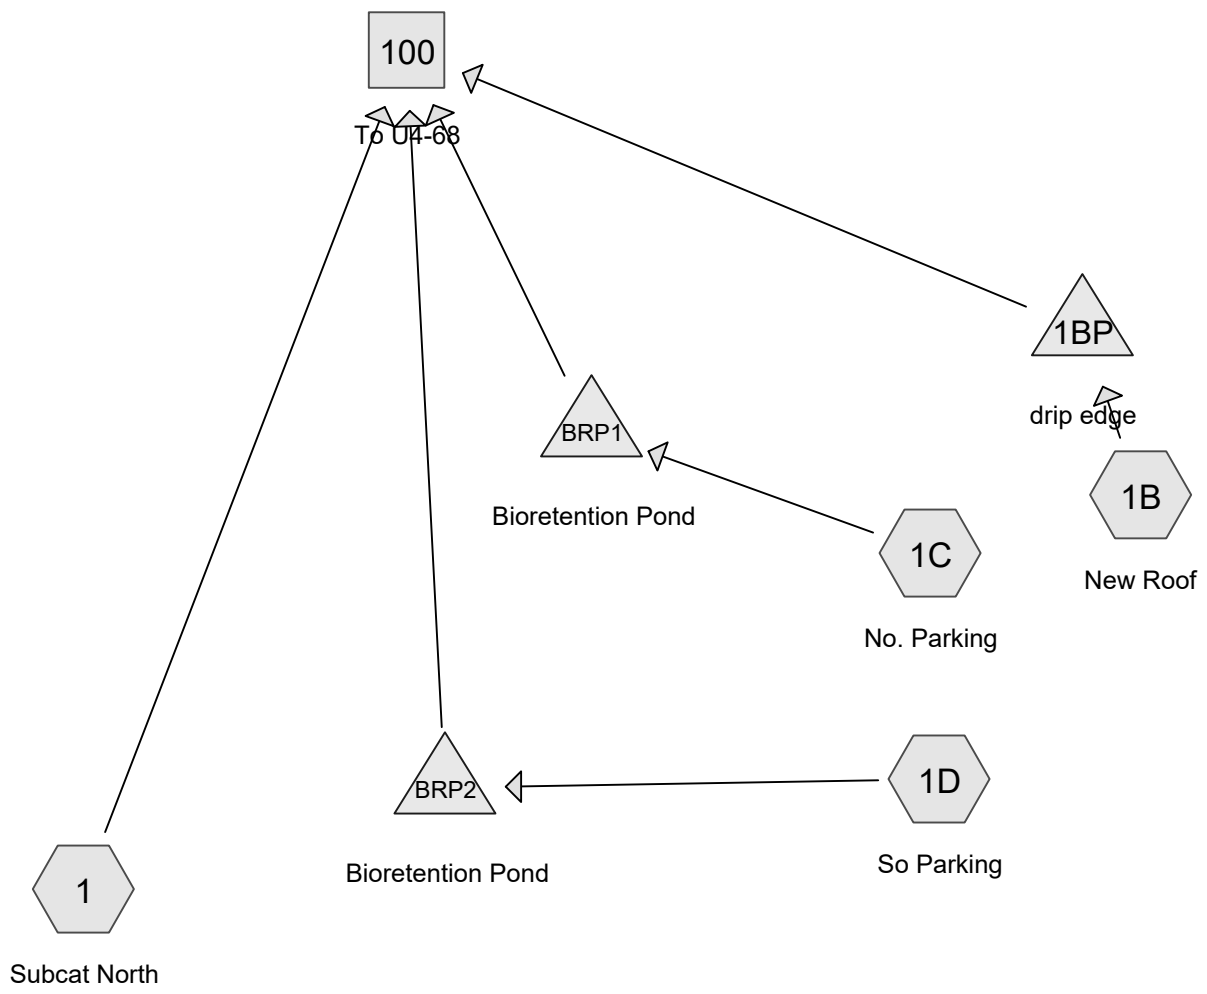 100
To U4-68
1BP
drip edge
BRP1
Bioretention Pond
1B
New Roof
1C
No. Parking
BRP2
Bioretention Pond
1D
So Parking
1
Subcat North